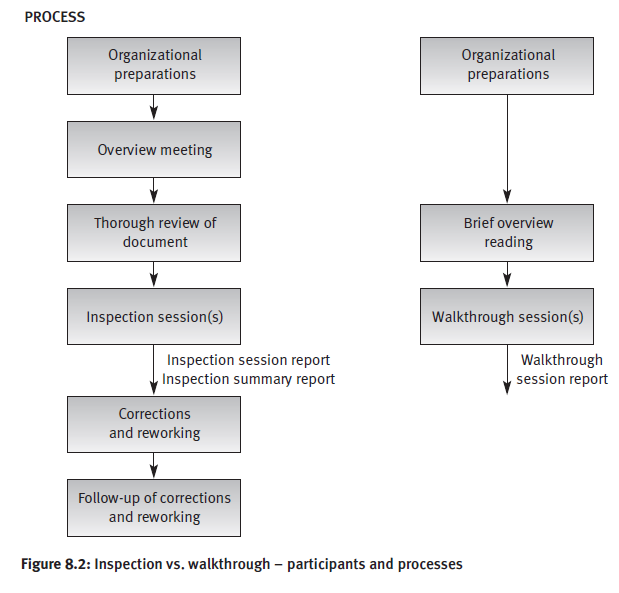 PROCESS
Organizational
preparations
Overview meeting
Thorough review of
document
Inspection session(s)
Inspection session report
Inspection summary report
Corrections
and reworking
Follow-up of corrections
and reworking
Organizational
preparations
Brief overview
reading
Walkthrough session(s)
Walkthrough
session report
Figure 8.2: Inspection vs. walkthrough – participants and processes